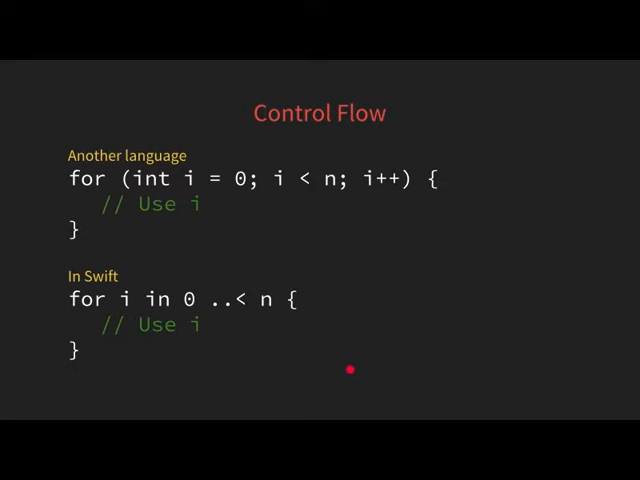 Control Flow
Another language
for (int i = 0; i < n; i++) {
// Use i
}
In Swift
for i in 0 ..< n {
// Use i
}